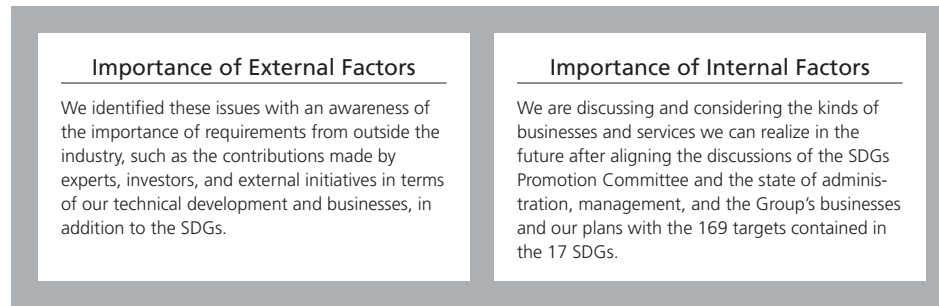 Importance of External Factors
We identified these issues with an awareness of
the importance of requirements from outside the
industry, such as the contributions made by
experts, investors, and external initiatives in terms
of our technical development and businesses, in
addition to the SDGs.
Importance of Internal Factors
We are discussing and considering the kinds of
businesses and services we can realize in the
future after aligning the discussions of the SDGs
Promotion Committee and the state of adminis-
tration, management, and the Group's businesses
and our plans with the 169 targets contained in
the 17 SDGs.